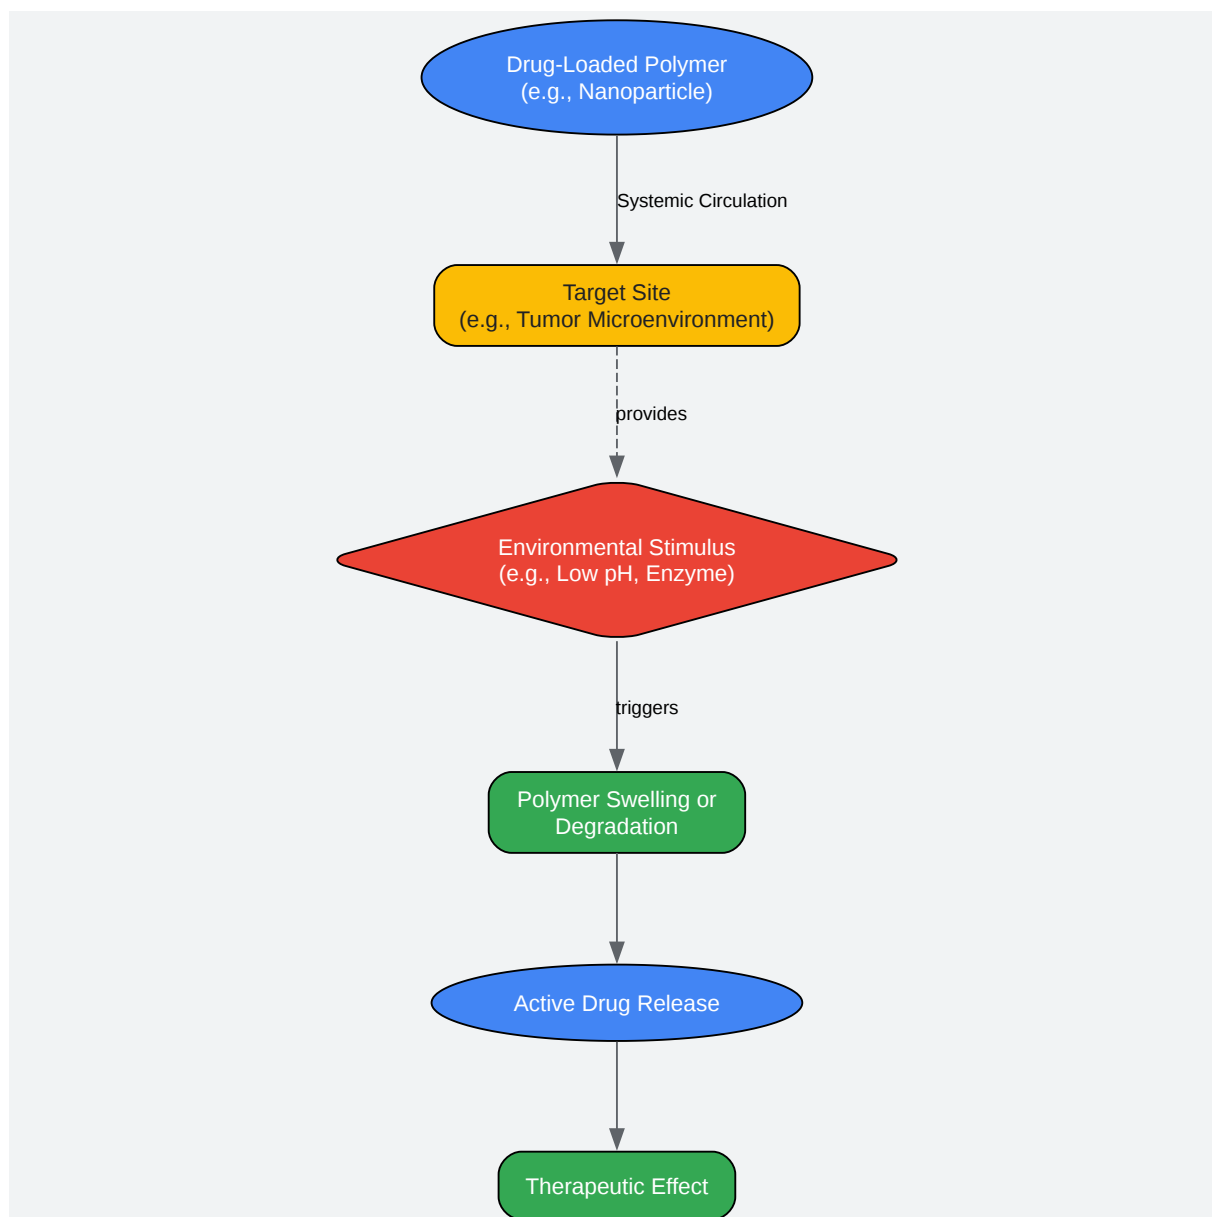 Drug-Loaded Polymer
(e.g., Nanoparticle)
Systemic Circulation
Target Site
(e.g., Tumor Microenvironment)
provides
Environmental Stimulus
(e.g., Low pH, Enzyme)
triggers
Polymer Swelling or
Degradation
Active Drug Release
Therapeutic Effect